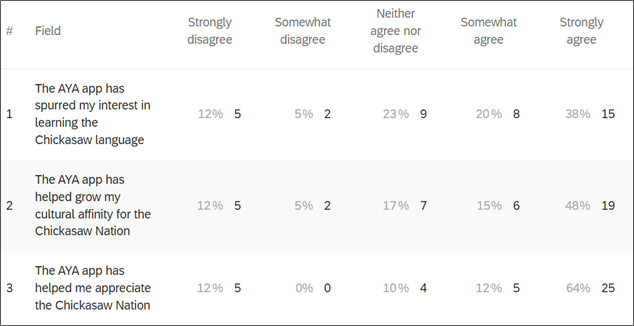 # Field Strongly disagree Somewhat disagree Neither agree nor disagree Somewhat agree Strongly agree
1 The AYA app has spurred my interest in learning the Chickasaw language 12% 5 5% 2 23% 9 20% 8 38% 15
2 The AYA app has helped grow my cultural affinity for the Chickasaw Nation 12% 5 5% 2 17% 7 15% 6 48% 19
3 The AYA app has helped me appreciate the Chickasaw Nation 12% 5 0% 0 10% 4 12% 5 64% 25